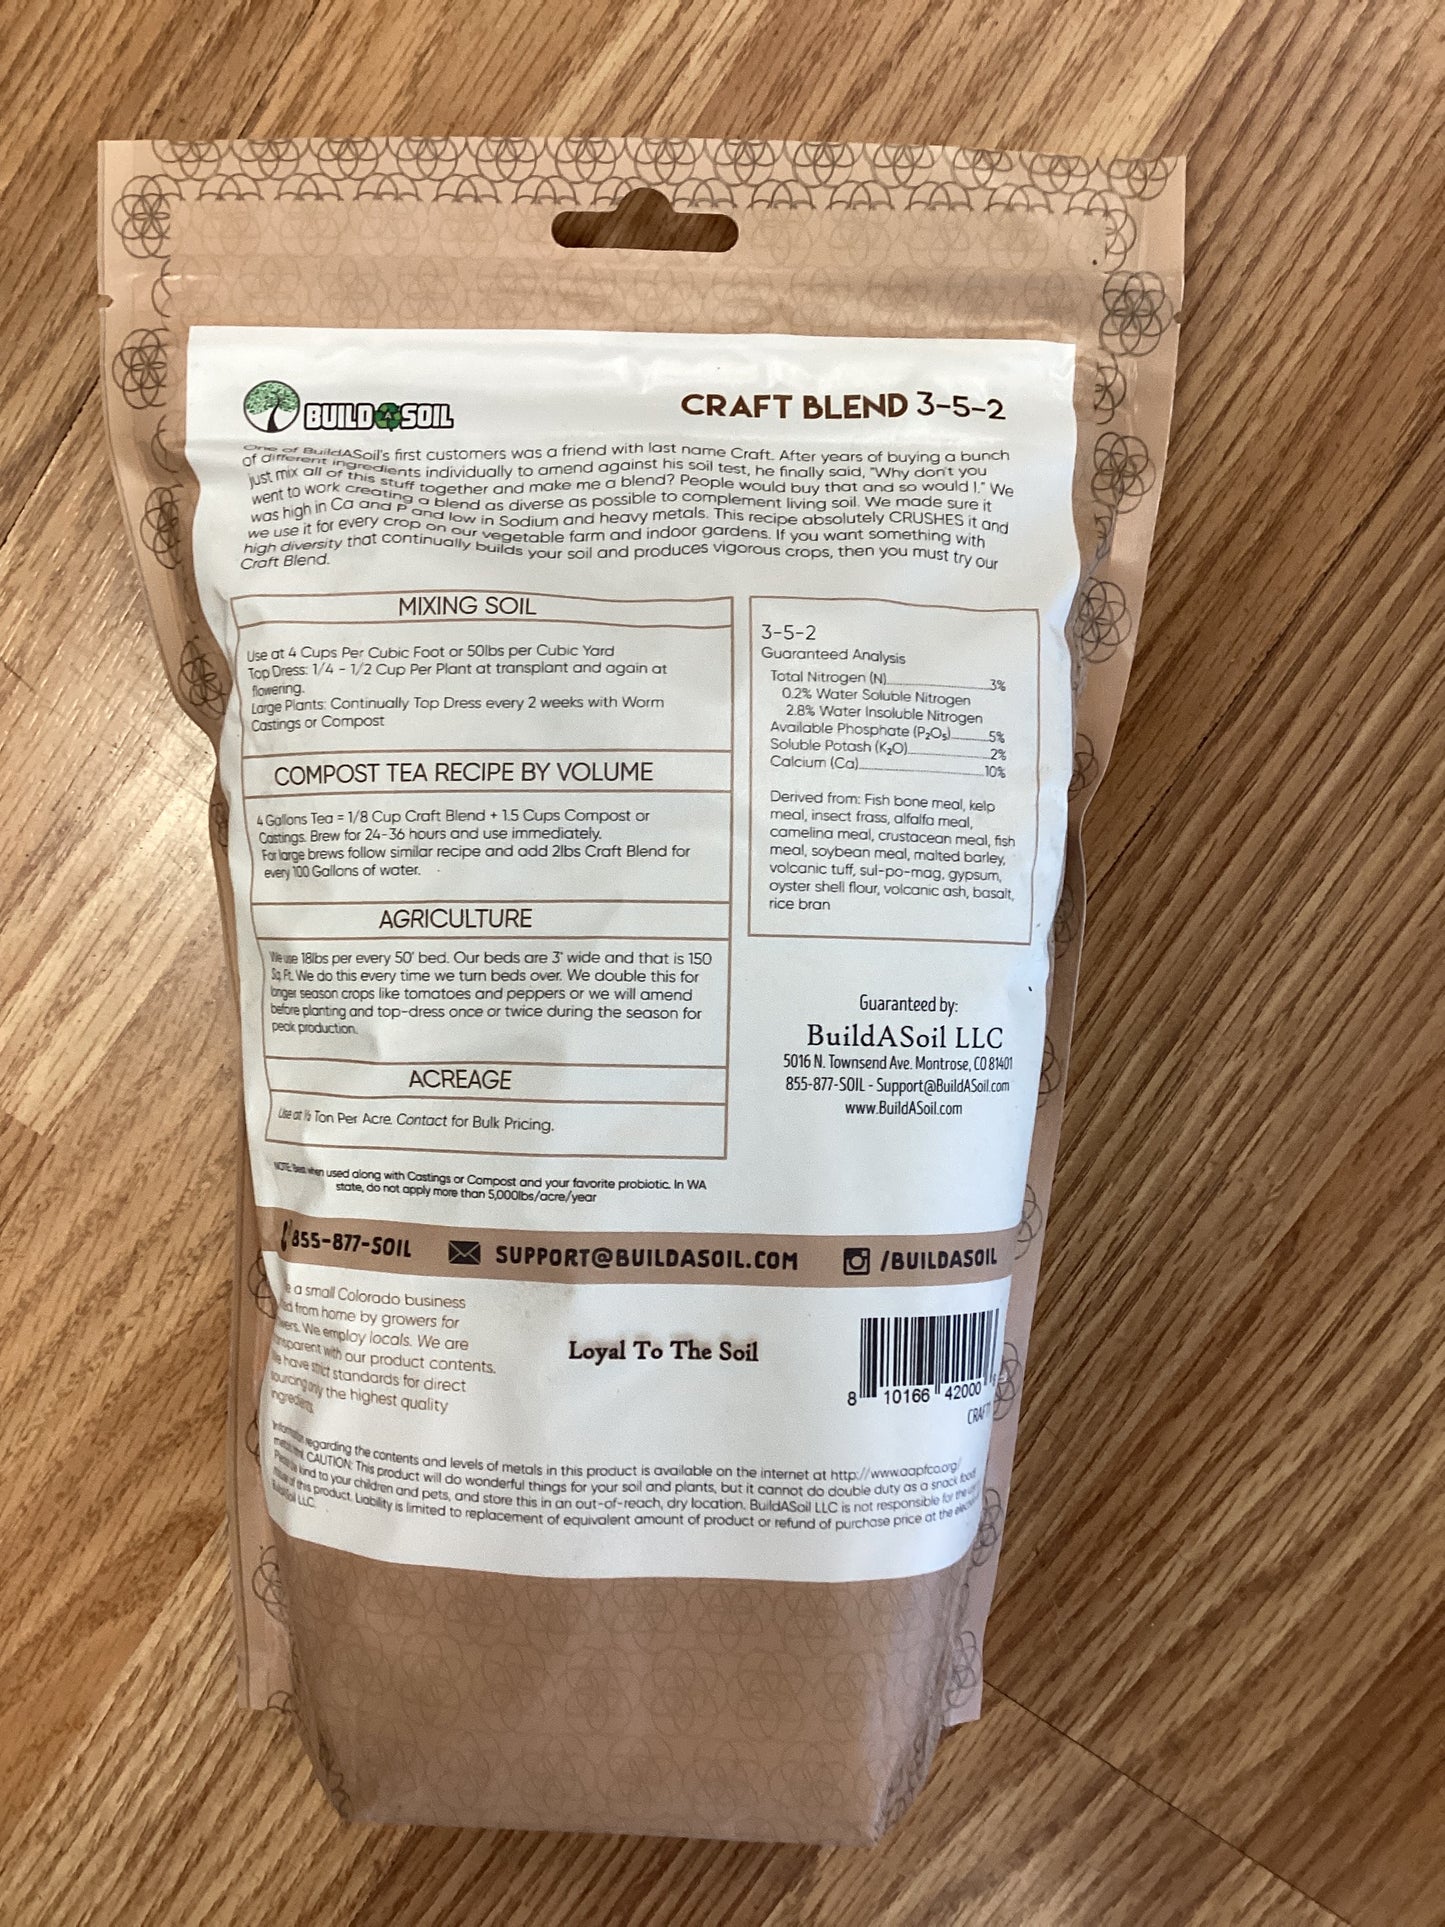 BUILD A SOIL
CRAFT BLEND 3-5-2
One of BuildASoil's first customers was a friend with last name Craft. After years of buying a bunch
of different ingredients individually to amend against his soil test, he finally said, "Why don't you
just mix all of this stuff together and make me a blend? People would buy that and so would I." We
went to work creating a blend as diverse as possible to complement living soil. We made sure it
was high in Ca and P and low in Sodium and heavy metals. This recipe absolutely CRUSHES it and
we use it for every crop on our vegetable farm and indoor gardens. If you want something with
high diversity that continually builds your soil and produces vigorous crops, then you must try our
Craft Blend.
MIXING SOIL
Use at 4 Cups Per Cubic Foot or 50lbs per Cubic Yard
Top Dress: 1/4 - 1/2 Cup Per Plant at transplant and again at
flowering.
Large Plants: Continually Top Dress every 2 weeks with Worm
Castings or Compost
COMPOST TEA RECIPE BY VOLUME
4 Gallons Tea = 1/8 Cup Craft Blend + 1.5 Cups Compost or
Castings. Brew for 24-36 hours and use immediately.
For large brews follow similar recipe and add 2lbs Craft Blend for
every 100 Gallons of water.
AGRICULTURE
We use 18lbs per every 50' bed. Our beds are 3' wide and that is 150
Sq Ft. We do this every time we turn beds over. We double this for
longer season crops like tomatoes and peppers or we will amend
before planting and top-dress once or twice during the season for
peak production.
ACREAGE
Use at ½ Ton Per Acre. Contact for Bulk Pricing.
NOTE: Best when used along with Castings or Compost and your favorite probiotic. In WA
state, do not apply more than 5,000lbs/acre/year
3-5-2
Guaranteed Analysis
Total Nitrogen (N) 3%
0.2% Water Soluble Nitrogen
2.8% Water Insoluble Nitrogen
Available Phosphate (P₂O₅) 5%
Soluble Potash (K₂O) 2%
Calcium (Ca) 10%
Derived from: Fish bone meal, kelp
meal, insect frass, alfalfa meal,
camelina meal, crustacean meal, fish
meal, soybean meal, malted barley,
volcanic tuff, sul-po-mag, gypsum,
oyster shell flour, volcanic ash, basalt,
rice bran
Guaranteed by:
BuildASoil LLC
5016 N. Townsend Ave. Montrose, CO 81401
855-877-SOIL - Support@BuildASoil.com
www.BuildASoil.com
855-877-SOIL
SUPPORT@BUILDASOIL.COM
/BUILDASOIL
a small Colorado business
from home by growers for
We employ locals. We are
with our product contents.
have strict standards for direct
sourcing only the highest quality
ingredients.
Loyal To The Soil
8 10166 42000
Information regarding the contents and levels of metals in this product is available on the internet at http://www.aapfco.org/
CAUTION: This product will do wonderful things for your soil and plants, but it cannot do double duty as a snack food.
Please be kind to your children and pets, and store this in an out-of-reach, dry location. BuildASoil LLC is not responsible for the
of this product. Liability is limited to replacement of equivalent amount of product or refund of purchase price at the
BuildASoil LLC.